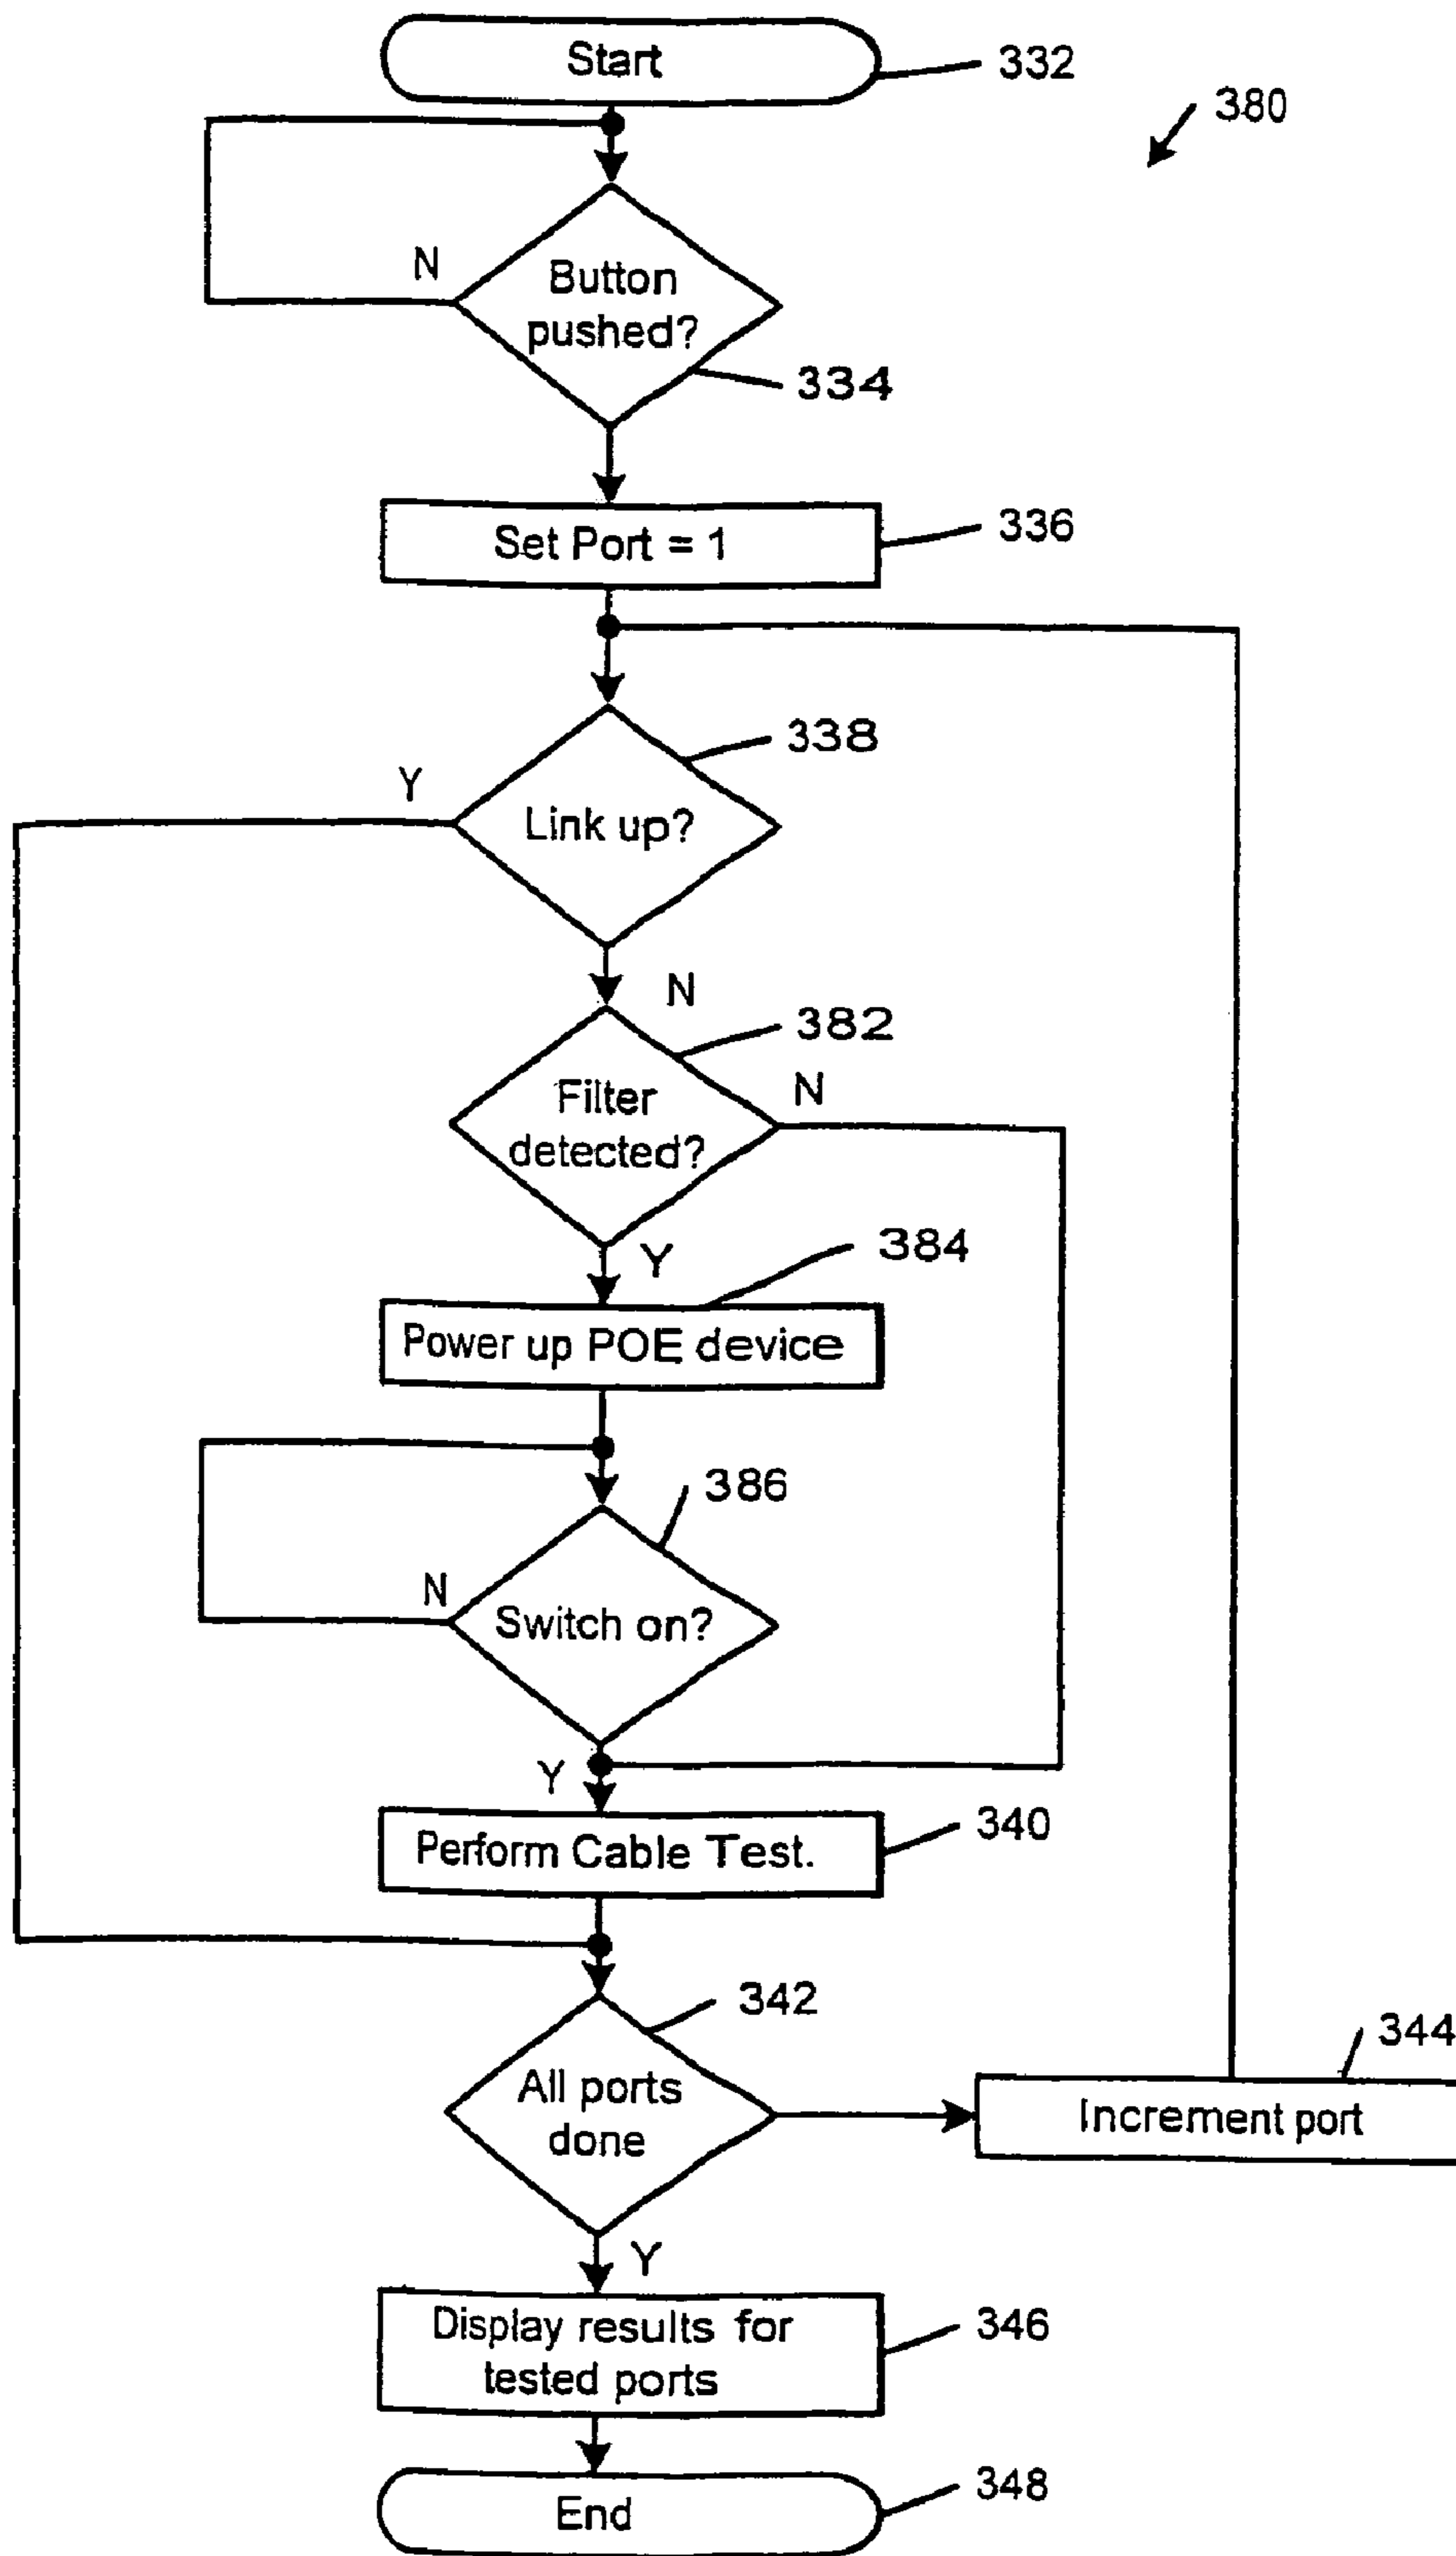 Start
332
380
N
Button
pushed?
334
Set Port = 1
336
338
Y
Link up?
N
382
Filter
detected?
N
Y
384
Power up POE device
386
N
Switch on?
Y
Perform Cable Test.
340
342
All ports
done
344
Increment port
Y
Display results for
tested ports
346
End
348